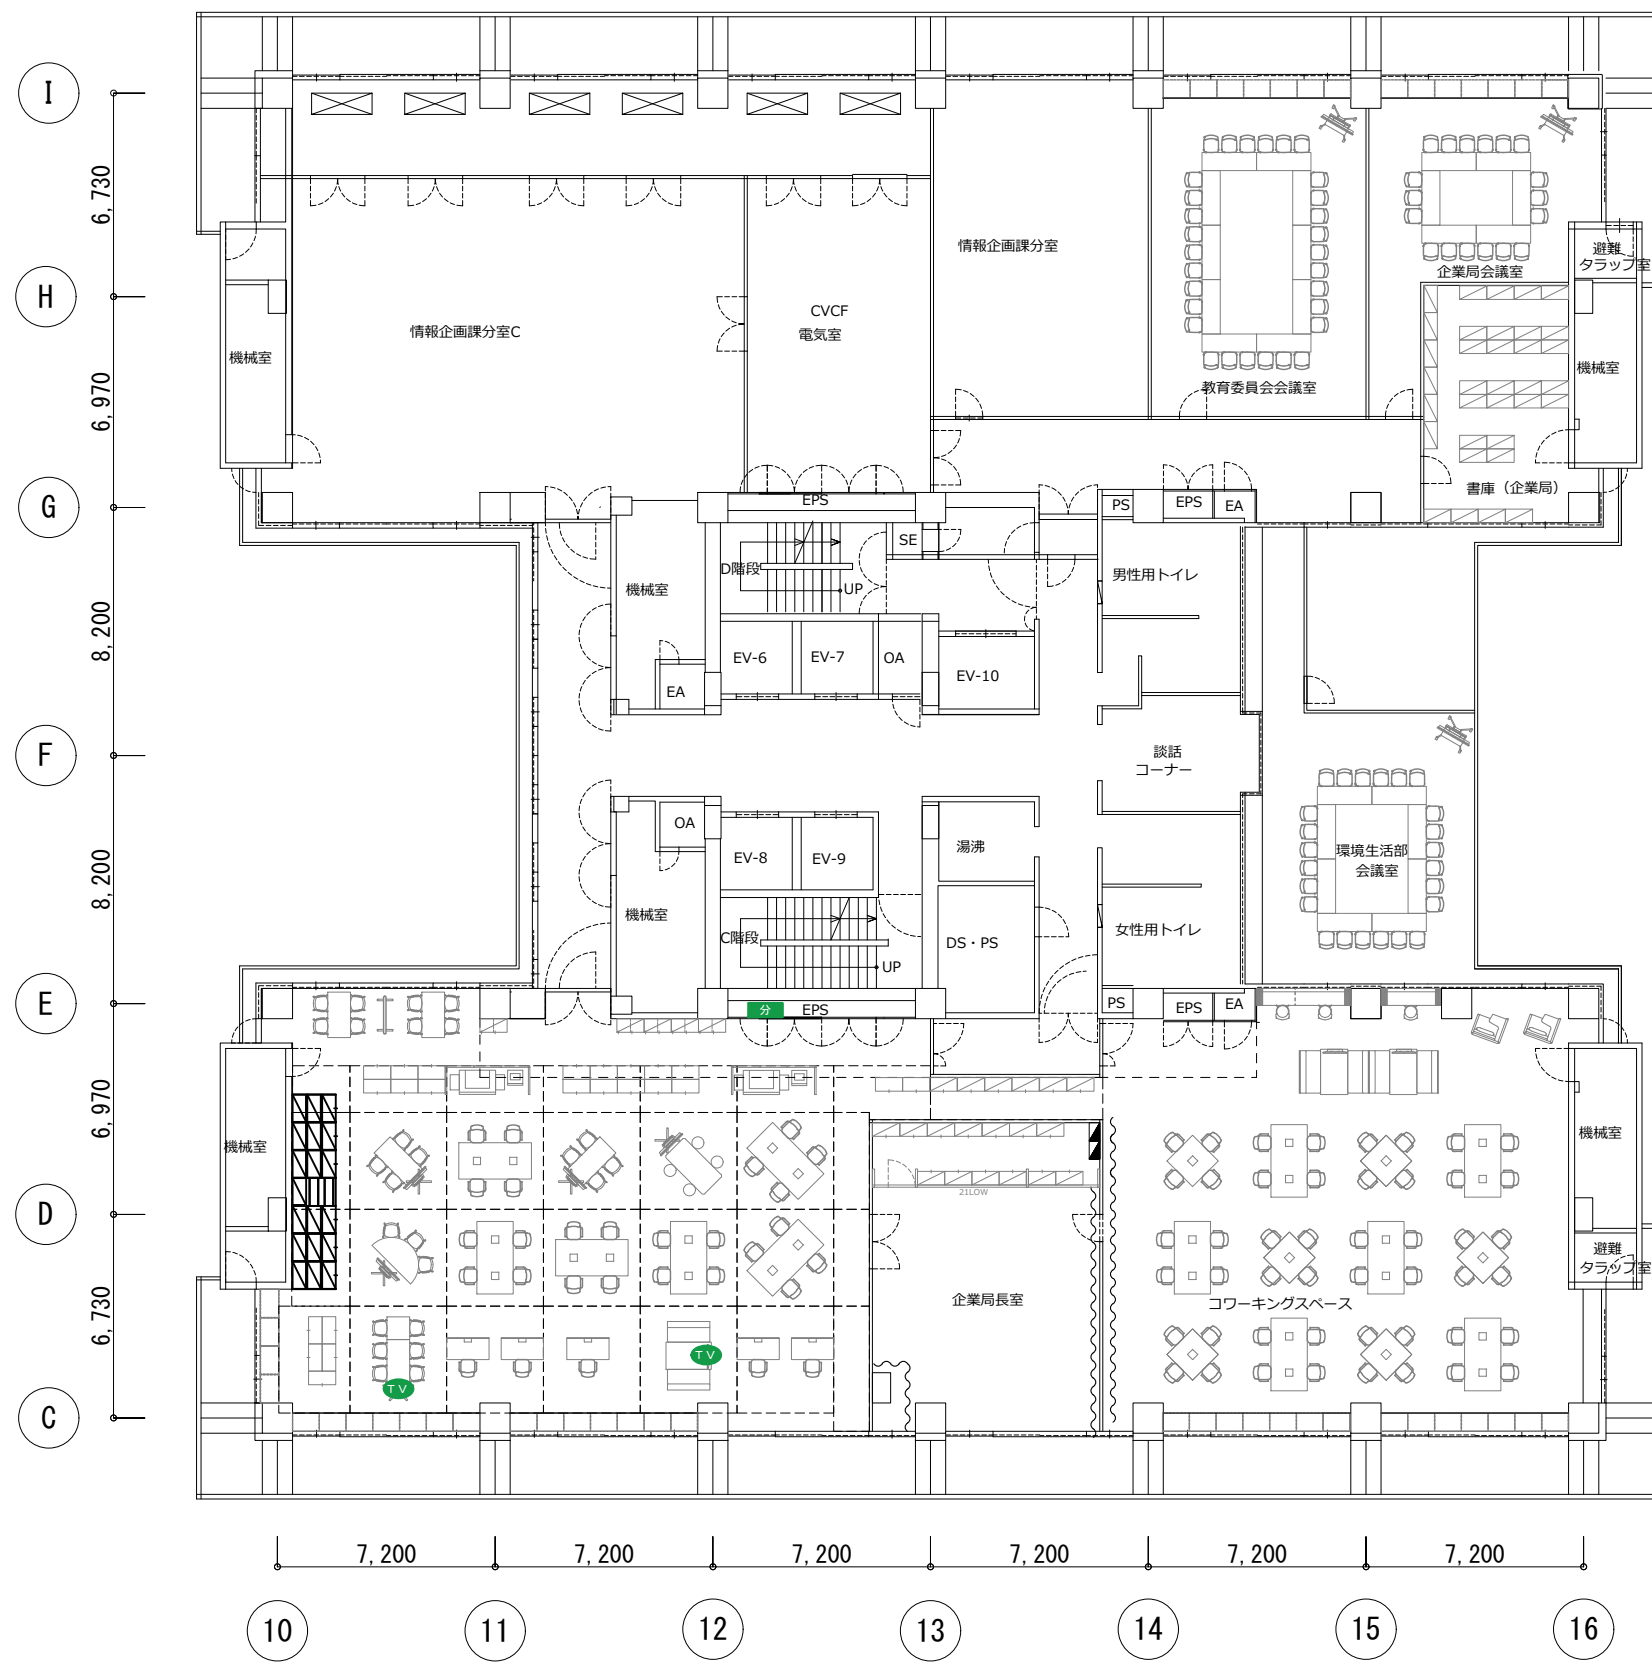 I
6,730
情報企画課分室
企業局会議室
避難
タラップ室
H
CVCF
電気室
情報企画課分室C
機械室
機械室
教育委員会会議室
6,970
書庫（企業局）
G
EPS
PS
EPS
EA
SE
D階段
UP
機械室
男性用トイレ
8,200
EV-6
EV-7
OA
EV-10
EA
F
談話
コーナー
OA
EV-8
EV-9
湯沸
環境生活部
会議室
8,200
機械室
C階段
UP
DS・PS
女性用トイレ
E
分
EPS
PS
EPS
EA
6,970
機械室
機械室
21LOW
D
避難
タラップ室
企業局長室
コワーキングスペース
6,730
TV
TV
C
7,200
7,200
7,200
7,200
7,200
7,200
10
11
12
13
14
15
16